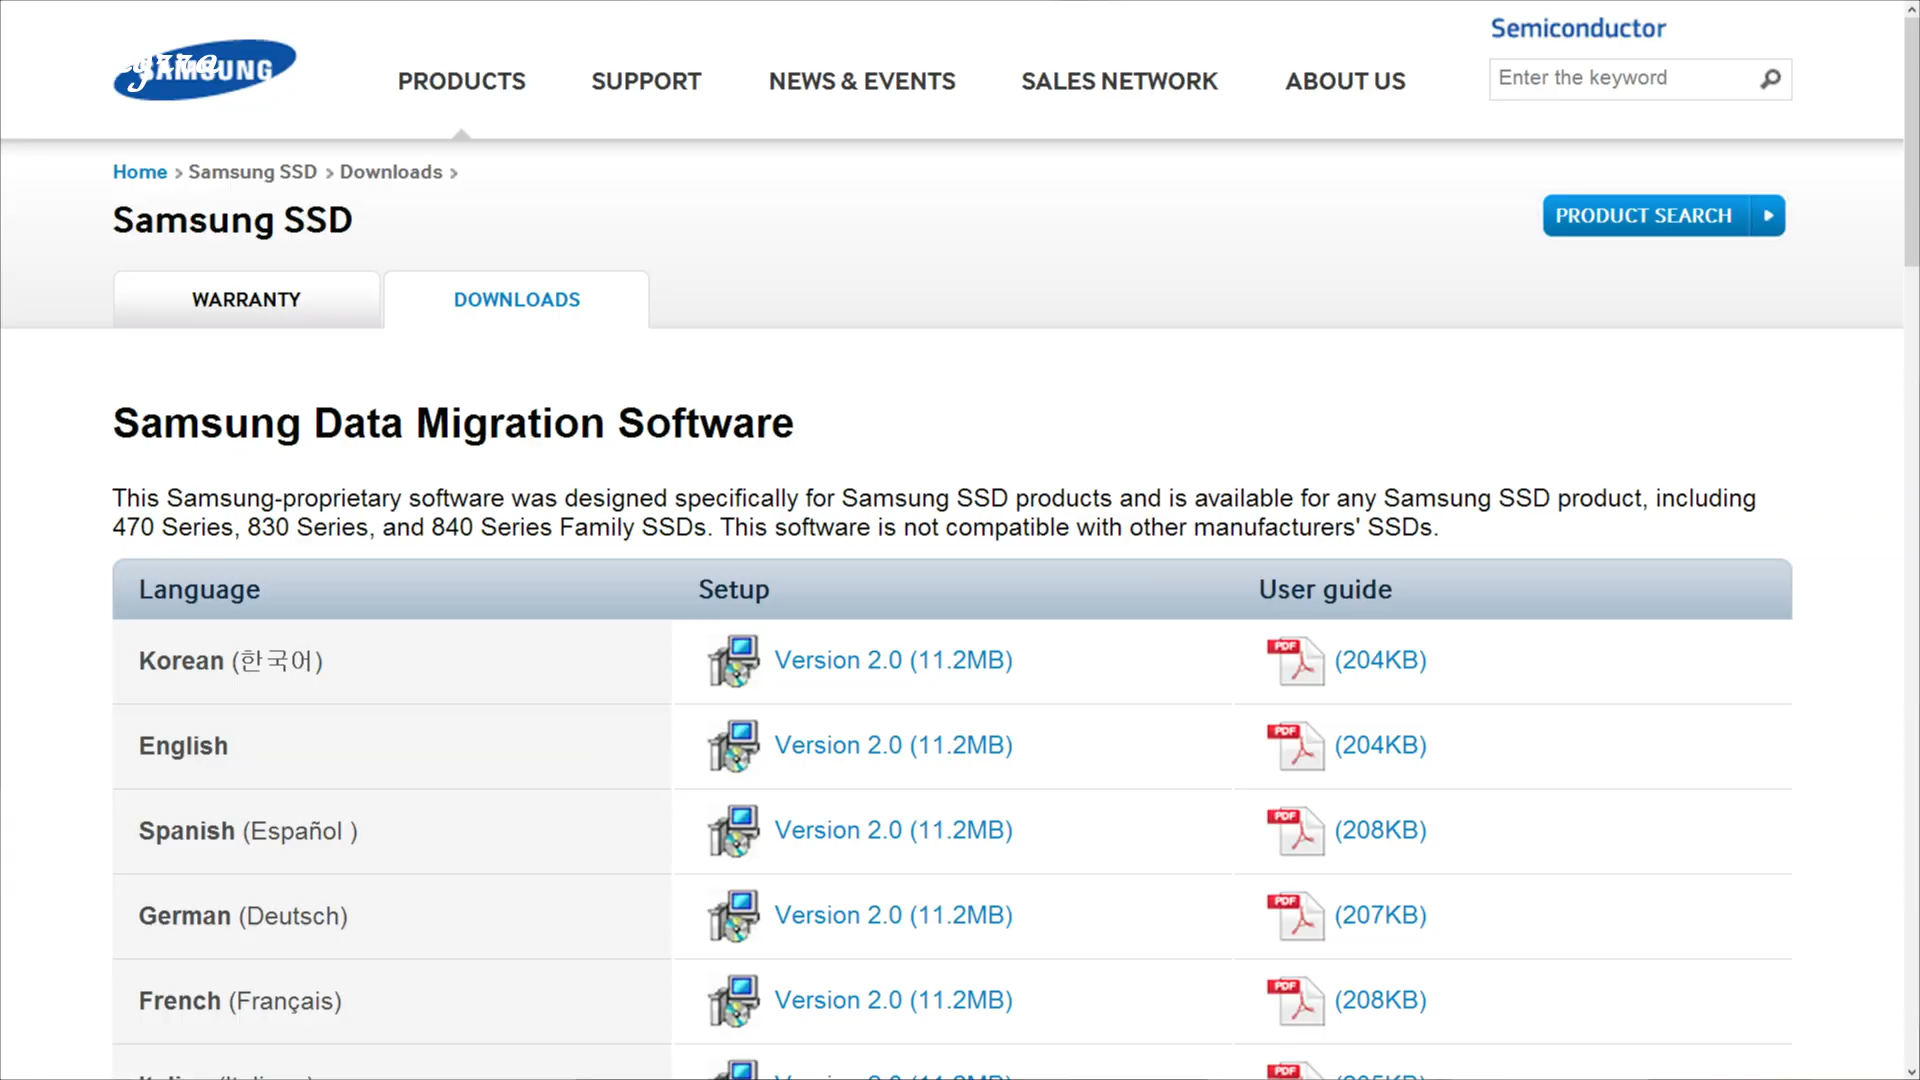 Semiconductor
SAMSUNG
PRODUCTS SUPPORT NEWS & EVENTS SALES NETWORK ABOUT US
Enter the keyword
Home > Samsung SSD > Downloads >
Samsung SSD
PRODUCT SEARCH
WARRANTY DOWNLOADS
Samsung Data Migration Software
This Samsung-proprietary software was designed specifically for Samsung SSD products and is available for any Samsung SSD product, including
470 Series, 830 Series, and 840 Series Family SSDs. This software is not compatible with other manufacturers' SSDs.
Language Setup User guide
Korean (한국어) Version 2.0 (11.2MB) PDF (204KB)
English Version 2.0 (11.2MB) PDF (204KB)
Spanish (Español ) Version 2.0 (11.2MB) PDF (208KB)
German (Deutsch) Version 2.0 (11.2MB) PDF (207KB)
French (Français) Version 2.0 (11.2MB) PDF (208KB)
PDF